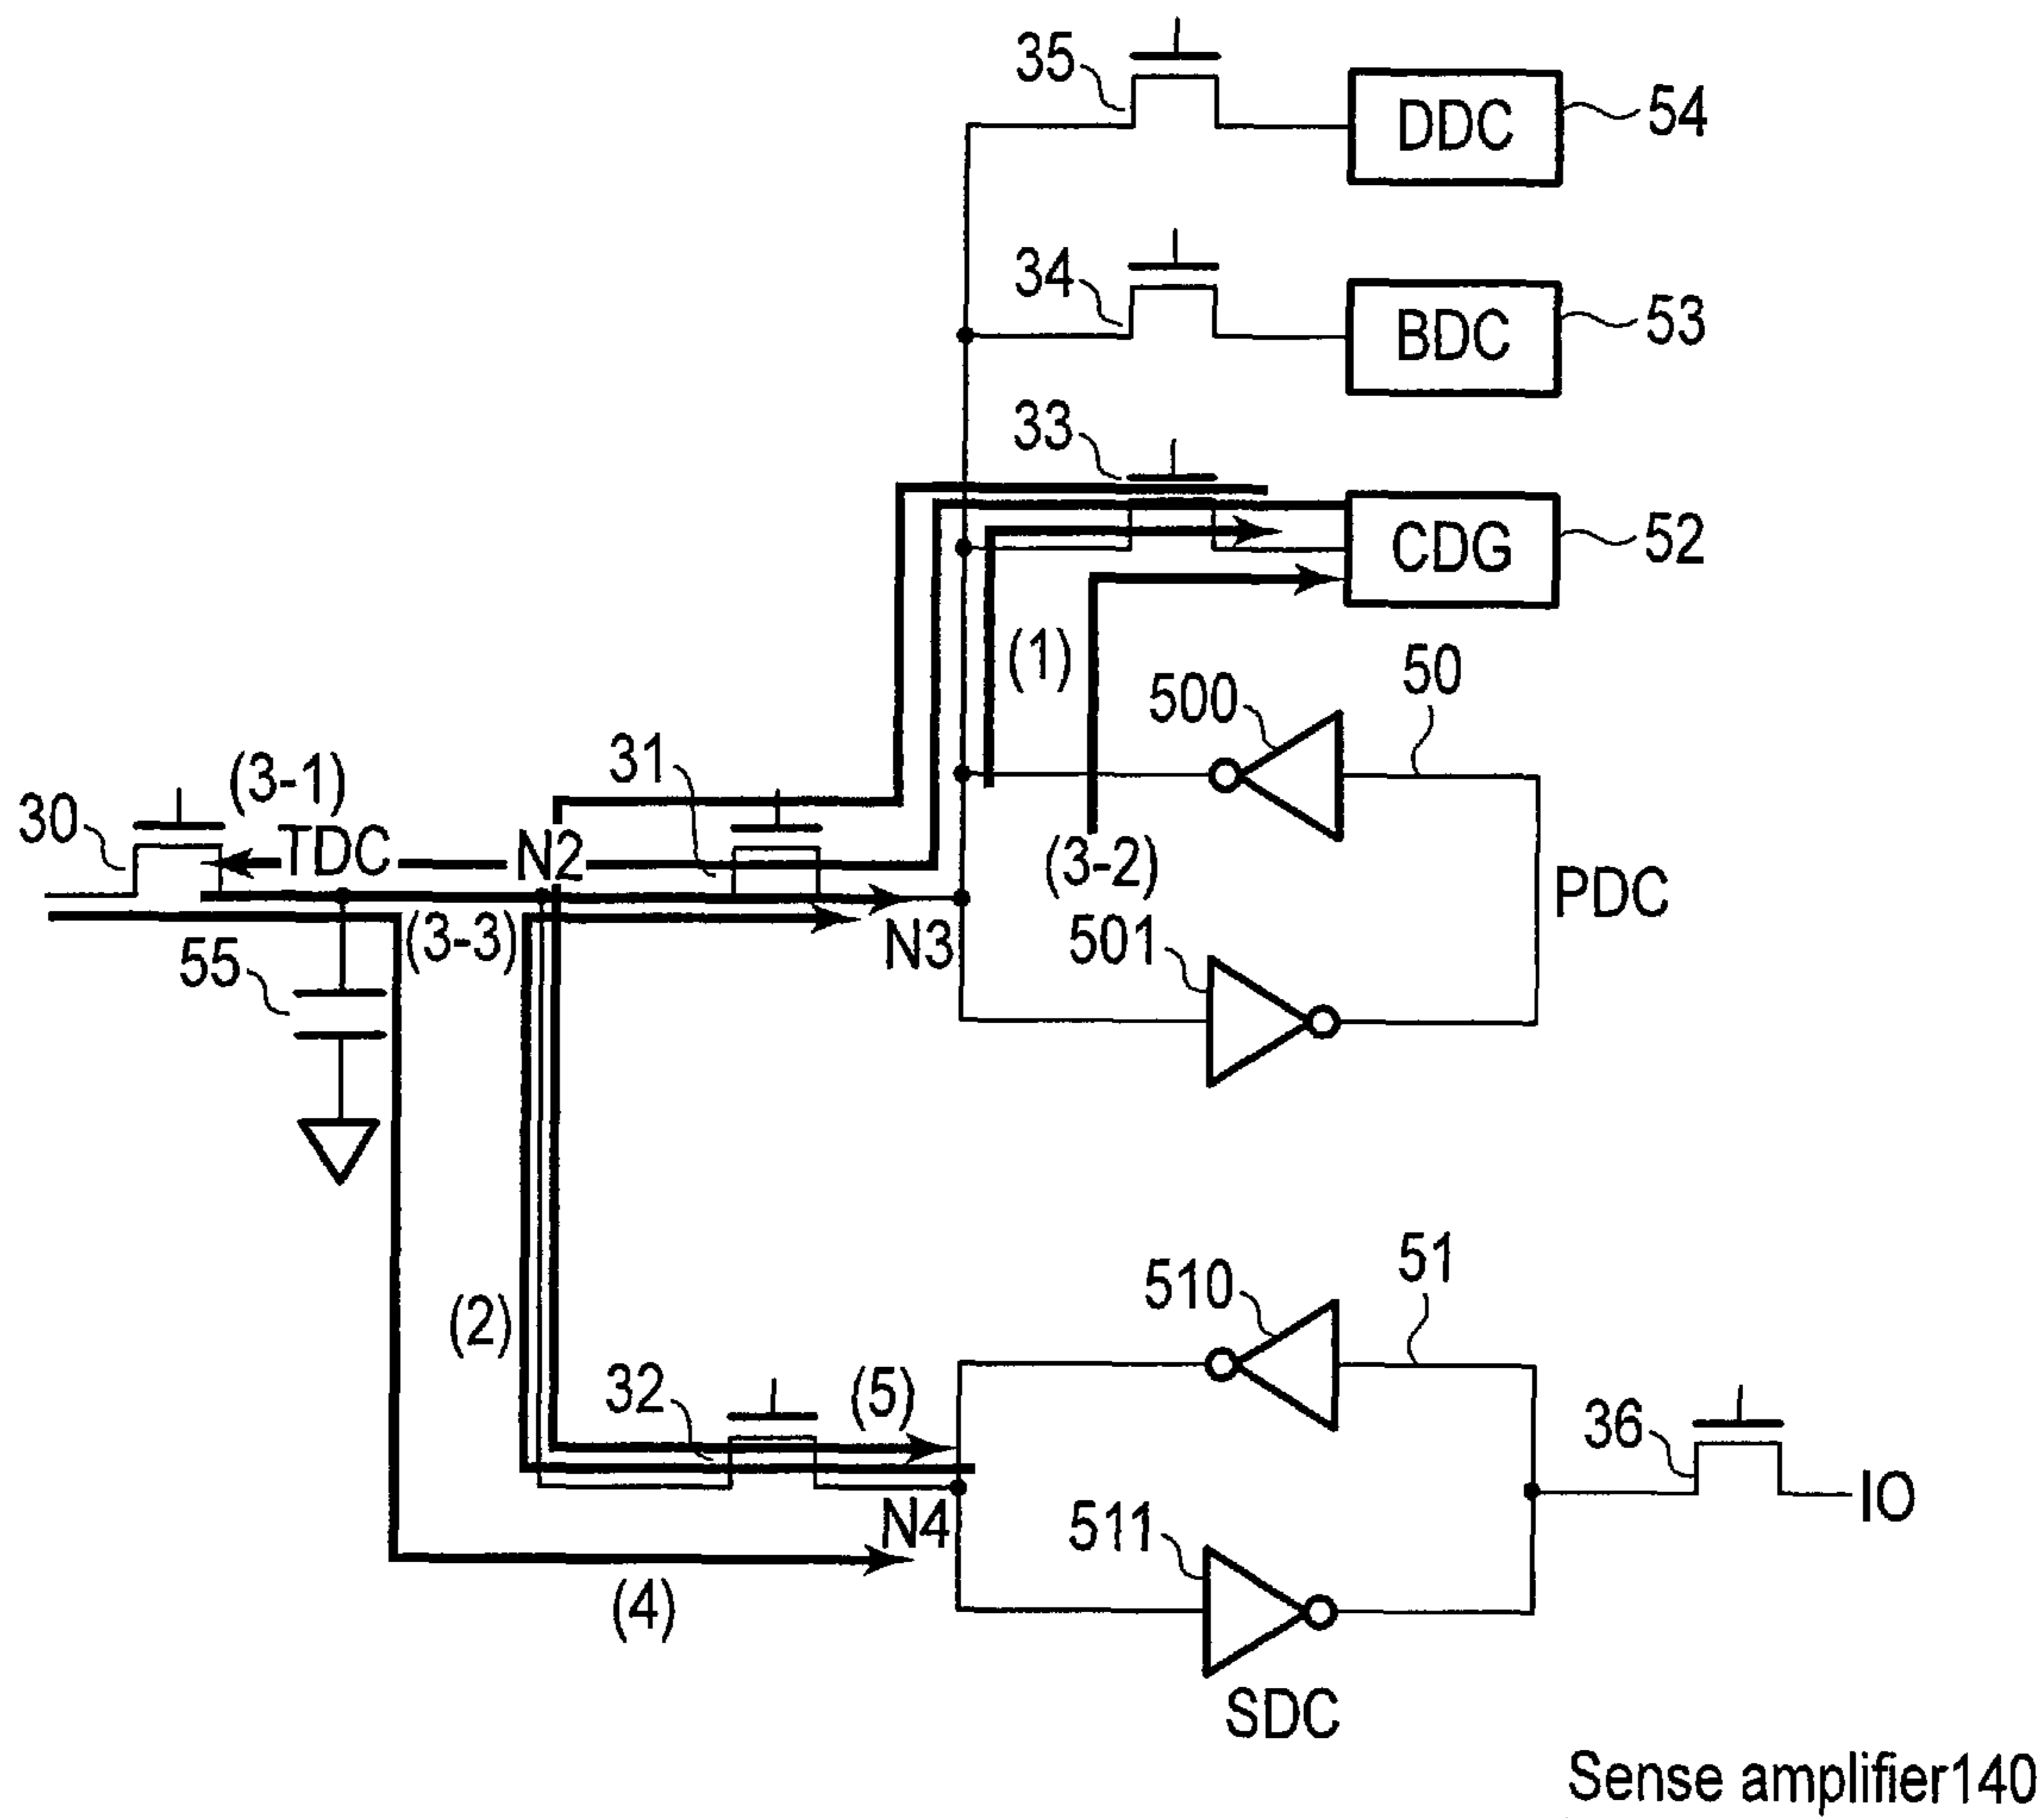 35
DDC
54
34
BDC
53
33
CDG
52
(1)
50
500
31
(3-1)
30
TDC
N2
(3-2)
PDC
(3-3)
N3
501
55
51
510
(2)
32
(5)
36
IO
N4
511
(4)
SDC
Sense amplifier140